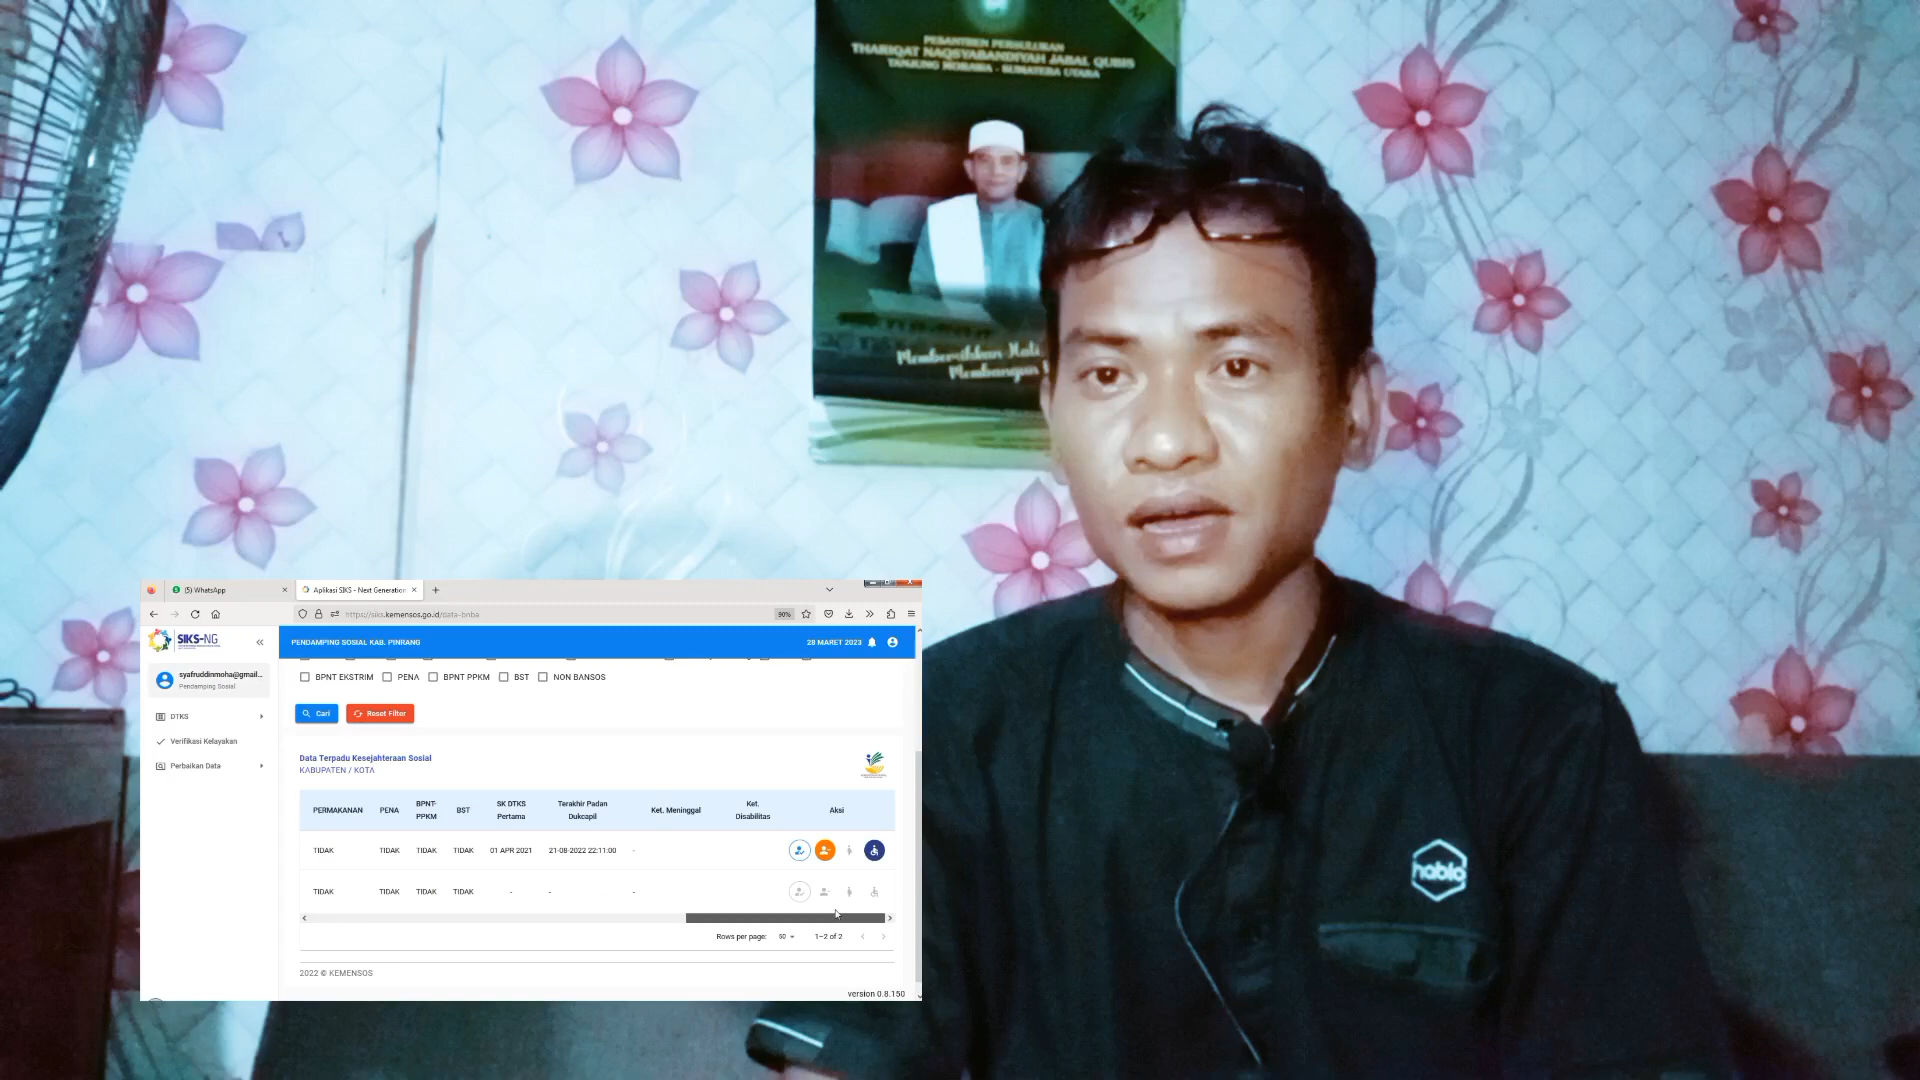 PESANTREN PERSULUKAN
THARIQAT NAQSYABANDIYAH JABAL QUBIS
TANJUNG MORAWA - SUMATERA UTARA
Membersihkan Hati
Membangun
hablo
(5) WhatsApp
Aplikasi SIKS - Next Generation
https://siks.kemensos.go.id/data-bnba
90%
SIKS-NG
PENDAMPING SOSIAL KAB. PINRANG
28 MARET 2023
syafruddinmoha@gmail...
Pendamping Sosial
DTKS
Verifikasi Kelayakan
Perbaikan Data
BPNT EKSTRIM PENA BPNT PPKM BST NON BANSOS
Cari Reset Filter
Data Terpadu Kesejahteraan Sosial
KABUPATEN / KOTA
PERMAKANAN PENA BPNT-PPKM BST SK DTKS Pertama Terakhir Padan Dukcapil Ket. Meninggal Ket. Disabilitas Aksi
TIDAK TIDAK TIDAK TIDAK 01 APR 2021 21-08-2022 22:11:00 -
TIDAK TIDAK TIDAK TIDAK - - -
Rows per page: 50 1–2 of 2
2022 © KEMENSOS
version 0.8.150